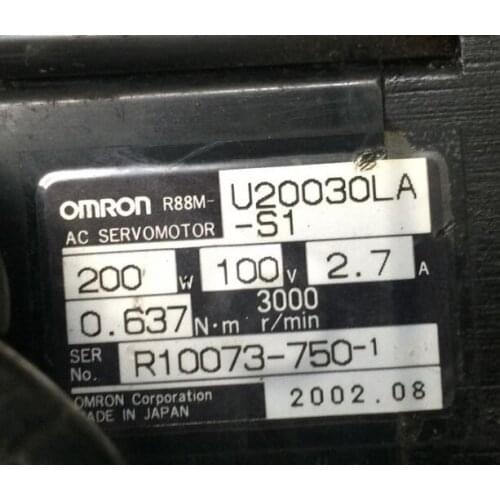 OMRON R88M- U20030LA
AC SERVOMOTOR -S1
200 W 100 V 2.7 A
0.637 N·m 3000 r/min
SER No. R10073-750-1
OMRON Corporation 2002.08
MADE IN JAPAN